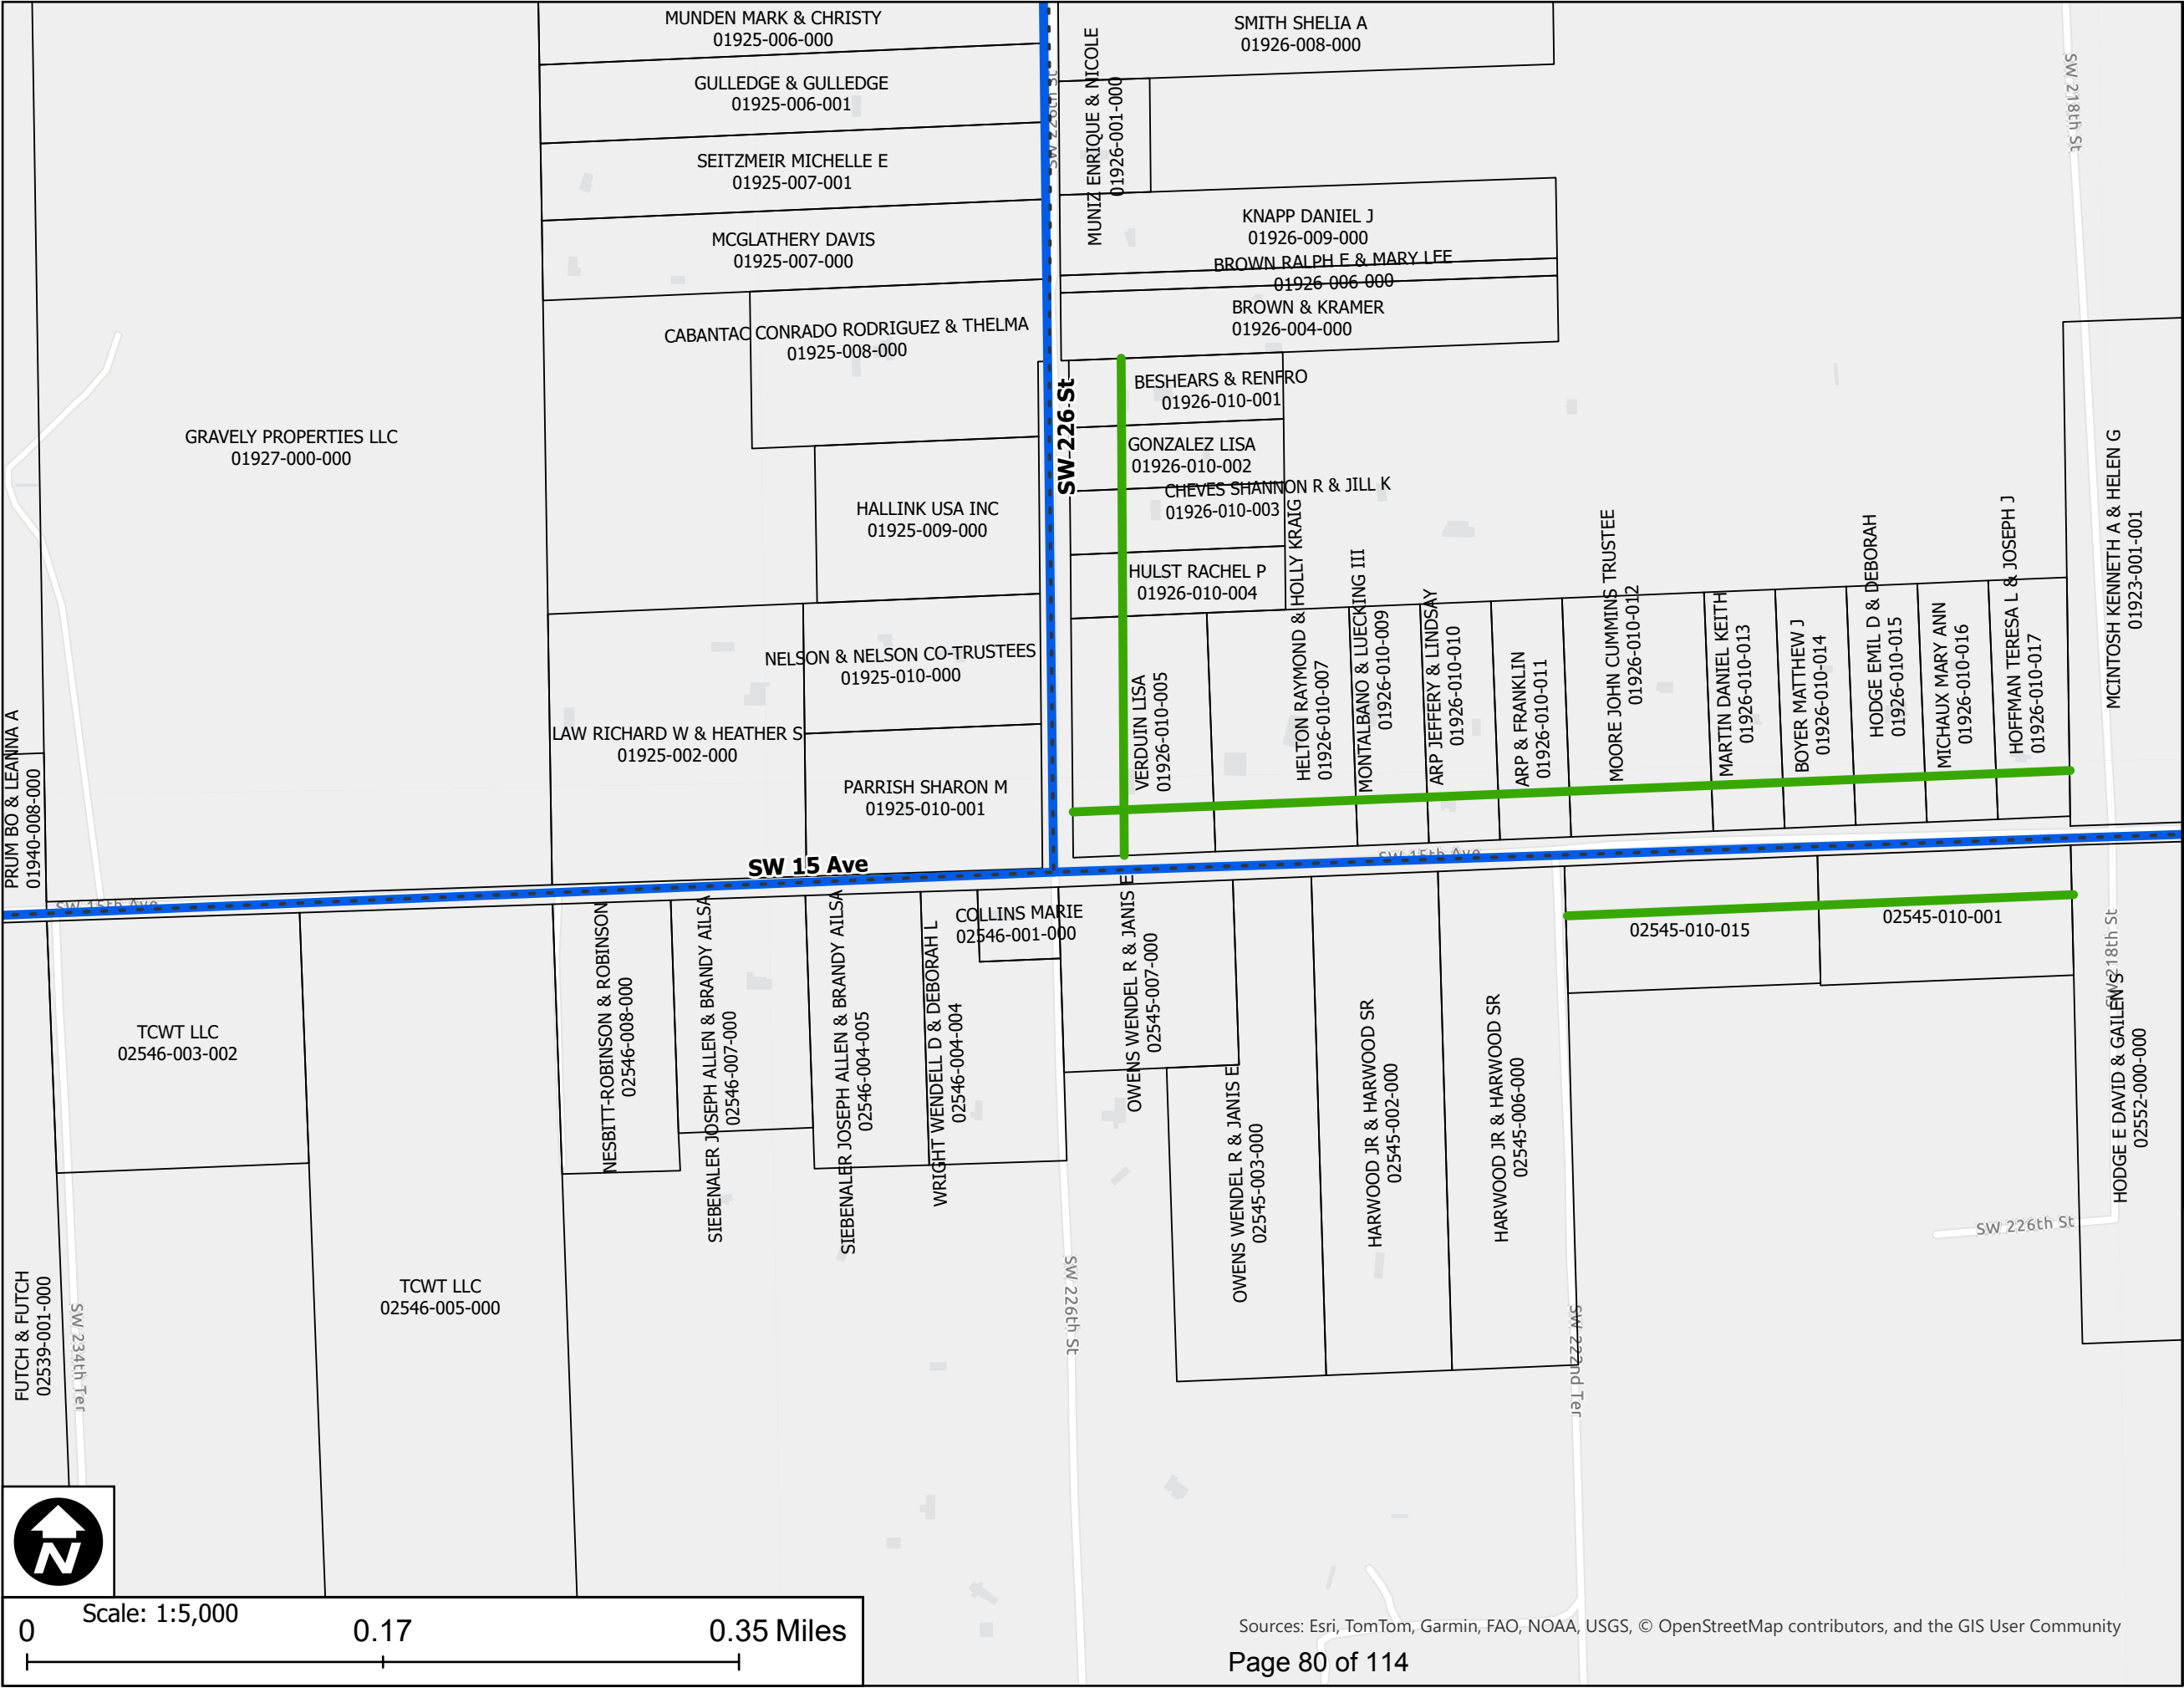 MUNDEN MARK & CHRISTY
01925-006-000
GULLEDGE & GULLEDGE
01925-006-001
SEITZMEIR MICHELLE E
01925-007-001
MCGLATHERY DAVIS
01925-007-000
CABANTAC CONRADO RODRIGUEZ & THELMA
01925-008-000
GRAVELY PROPERTIES LLC
01927-000-000
HALLINK USA INC
01925-009-000
NELSON & NELSON CO-TRUSTEES
01925-010-000
LAW RICHARD W & HEATHER S
01925-002-000
PARRISH SHARON M
01925-010-001
PRUM BO & LEANNA A
01940-008-000
SW 226th St
SW 226 St
SMITH SHELIA A
01926-008-000
MUNIZ ENRIQUE & NICOLE
01926-001-000
KNAPP DANIEL J
01926-009-000
BROWN RALPH E & MARY LEE
01926-006-000
BROWN & KRAMER
01926-004-000
BESHEARS & RENFRO
01926-010-001
GONZALEZ LISA
01926-010-002
CHEVES SHANNON R & JILL K
01926-010-003
HULST RACHEL P
01926-010-004
VERDUIN LISA
01926-010-005
HELTON RAYMOND & HOLLY KRAIG
01926-010-007
MONTALBANO & LUECKING III
01926-010-009
ARP JEFFERY & LINDSAY
01926-010-010
ARP & FRANKLIN
01926-010-011
MOORE JOHN CUMMINS TRUSTEE
01926-010-012
MARTIN DANIEL KEITH
01926-010-013
BOYER MATTHEW J
01926-010-014
HODGE EMIL D & DEBORAH
01926-010-015
MICHAUX MARY ANN
01926-010-016
HOFFMAN TERESA L & JOSEPH J
01926-010-017
SW 218th St
MCINTOSH KENNETH A & HELEN G
01923-001-001
SW 15 Ave
SW 15th Ave
SW 15th Ave
TCWT LLC
02546-003-002
NESBITT-ROBINSON & ROBINSON
02546-008-000
SIEBENALER JOSEPH ALLEN & BRANDY AILSA
02546-007-000
SIEBENALER JOSEPH ALLEN & BRANDY AILSA
02546-004-005
WRIGHT WENDELL D & DEBORAH L
02546-004-004
COLLINS MARIE
02546-001-000
OWENS WENDEL R & JANIS E
02545-007-000
OWENS WENDEL R & JANIS E
02545-003-000
HARWOOD JR & HARWOOD SR
02545-002-000
HARWOOD JR & HARWOOD SR
02545-006-000
02545-010-015
02545-010-001
SW 218th St
HODGE E DAVID & GAILEN S
02552-000-000
SW 226th St
FUTCH & FUTCH
02539-001-000
SW 234th Ter
TCWT LLC
02546-005-000
SW 226th St
SW 222nd Ter
N
Scale: 1:5,000
0 0.17 0.35 Miles
Sources: Esri, TomTom, Garmin, FAO, NOAA, USGS, © OpenStreetMap contributors, and the GIS User Community
Page 80 of 114